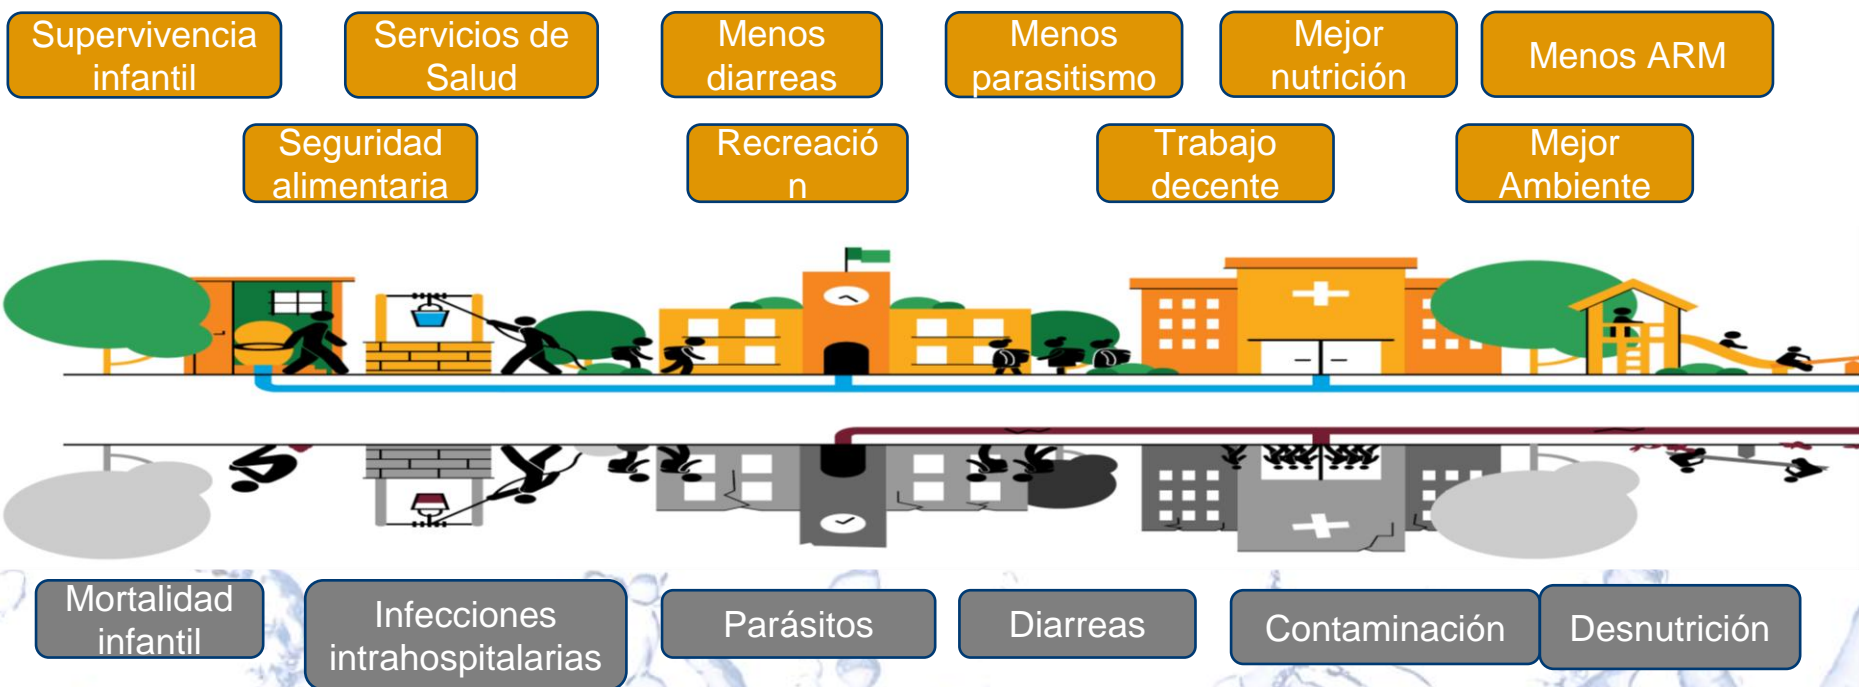 Supervivencia
infantil
Servicios de
Salud
Menos
diarreas
Menos
parasitismo
Mejor
nutrición
Menos ARM
Seguridad
alimentaria
Recreació
n
Trabajo
decente
Mejor
Ambiente
Mortalidad
infantil
Infecciones
intrahospitalarias
Parásitos
Diarreas
Contaminación
Desnutrición